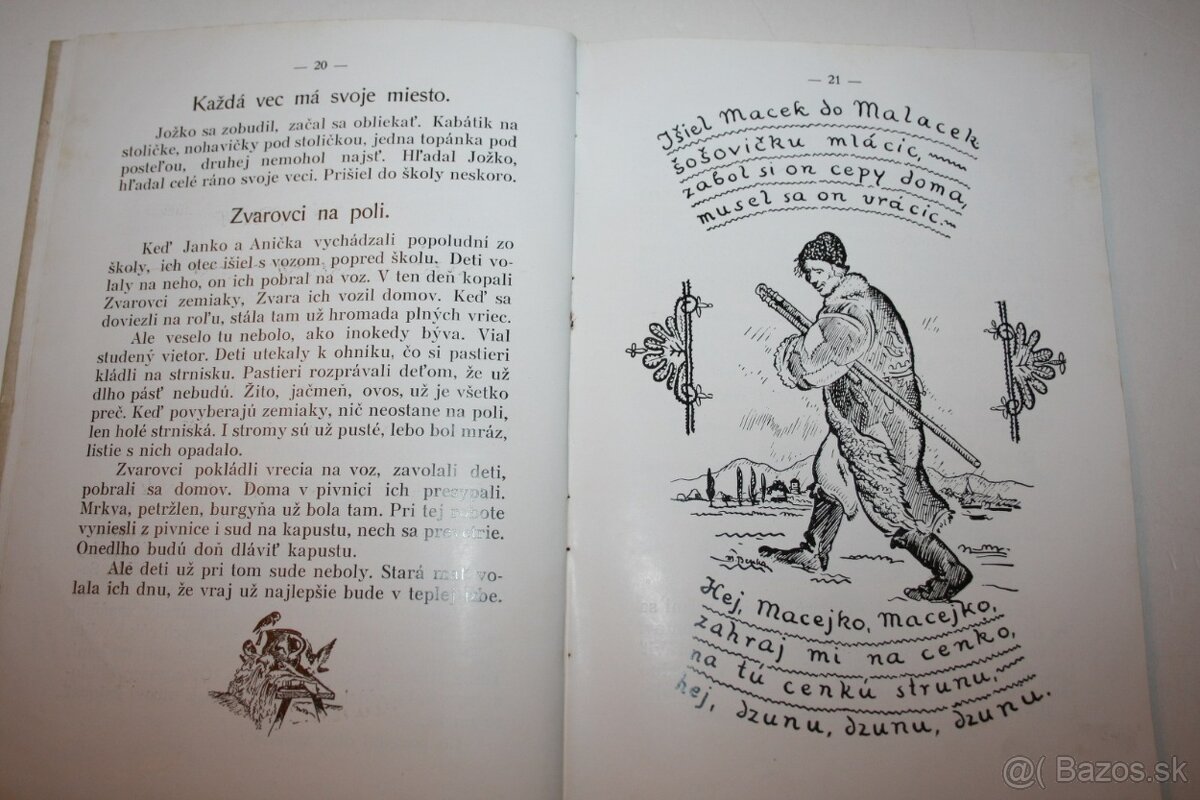 — 20 —
Každá vec má svoje miesto.
Jožko sa zobudil, začal sa obliekať. Kabátik na
stoličke, nohavičky pod stoličkou, jedna topánka pod
posteľou, druhej nemohol najsť. Hľadal Jožko,
hľadal celé ráno svoje veci. Prišiel do školy neskoro.
Zvarovci na poli.
Keď Janko a Anička vychádzali popoludní zo
školy, ich otec išiel s vozom popred školu. Deti vo-
laly na neho, on ich pobral na voz. V ten deň kopali
Zvarovci zemiaky, Zvara ich vozil domov. Keď sa
doviezli na roľu, stála tam už hromada plných vriec.
Ale veselo tu nebolo, ako inokedy býva. Vial
studený vietor. Deti utekaly k ohníku, čo si pastieri
kládli na strnisku. Pastieri rozprávali deťom, že už
dlho pásť nebudú. Žito, jačmeň, ovos, už je všetko
preč. Keď povyberajú zemiaky, nič neostane na poli,
len holé strniská. I stromy sú už pusté, lebo bol mráz,
listie s nich opadalo.
Zvarovci pokládli vrecia na voz, zavolali deti,
pobrali sa domov. Doma v pivnici ich presypali.
Mrkva, petržlen, burgyňa už bola tam. Pri tej robote
vyniesli z pivnice i sud na kapustu, nech sa prevetrie.
Onedlho budú doň dláviť kapustu.
Ale deti už pri tom sude neboly. Stará mať vo-
lala ich dnu, že vraj už najlepšie bude v teplej izbe.
— 21 —
Išiel Macek do Malacek
šošovičku mlácic,
zabol si on cepy doma,
musel sa on vrácic.
Hej, Macejko, Macejko,
zahraj mi na cenko,
na tú cenkú strunu,
hej, dzunu, dzunu, dzunu.
@( Bazos.sk